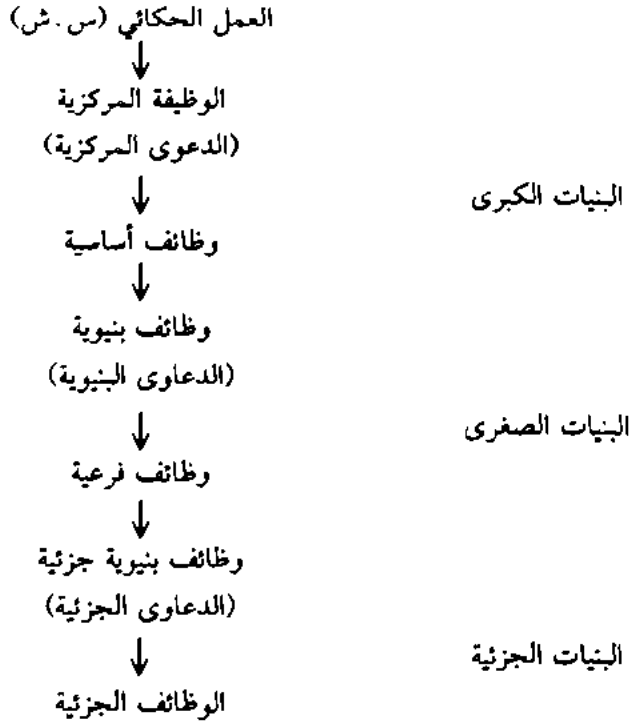 العمل الحكائي (س . ش)
الوظيفة المركزية
(الدعوى المركزية)
البنيات الكبرى
وظائف أساسية
وظائف بنيوية
(الدعاوى البنيوية)
البنيات الصغرى
وظائف فرعية
وظائف بنيوية جزئية
(الدعاوى الجزئية)
البنيات الجزئية
الوظائف الجزئية